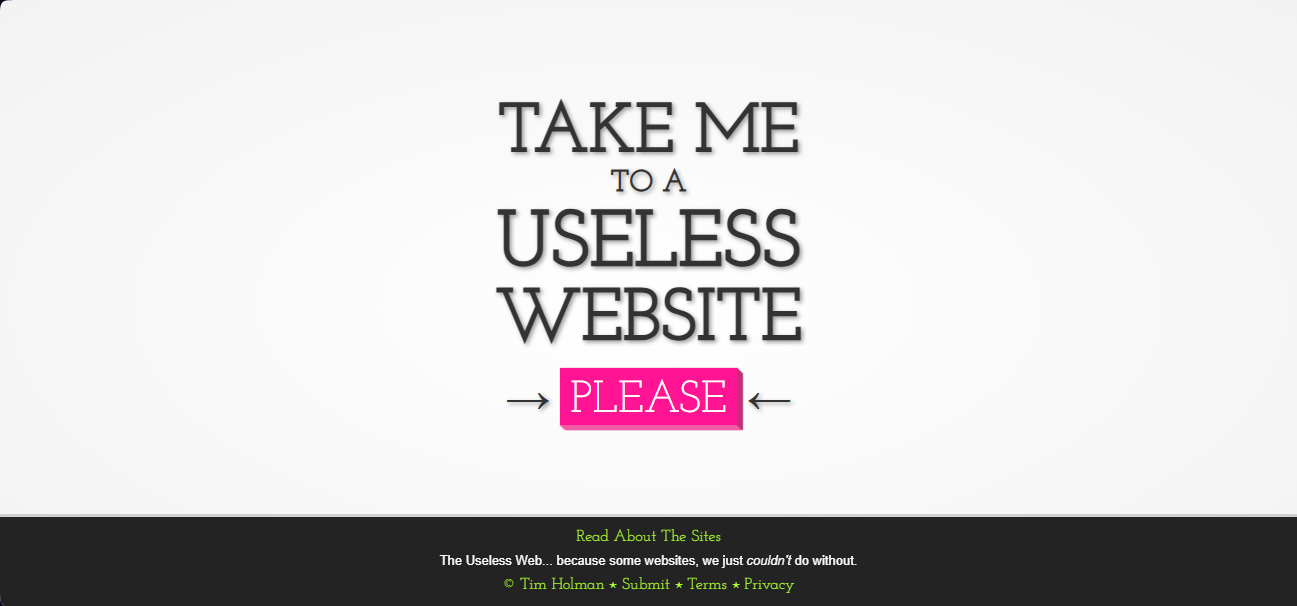 TAKE ME
TO A
USELESS
WEBSITE
→ PLEASE ←
Read About The Sites
The Useless Web... because some websites, we just couldn't do without.
© Tim Holman ★ Submit ★ Terms ★ Privacy